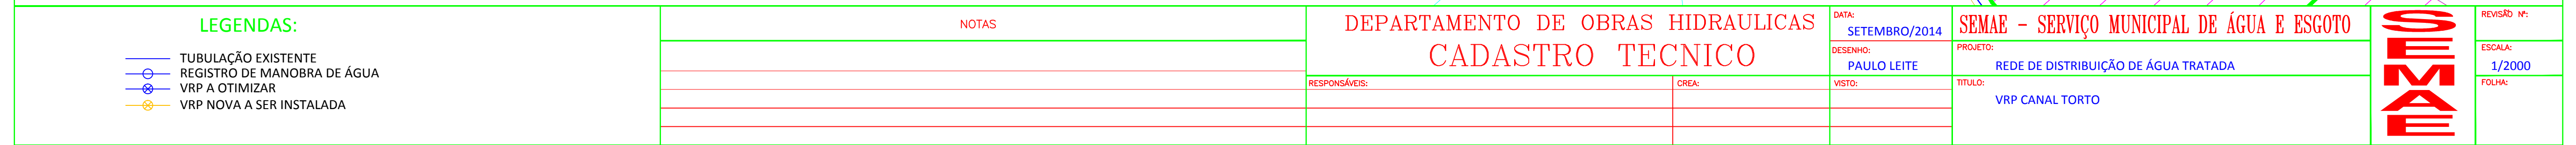 LEGENDAS:
TUBULAÇÃO EXISTENTE
REGISTRO DE MANOBRA DE ÁGUA
VRP A OTIMIZAR
VRP NOVA A SER INSTALADA
NOTAS
DEPARTAMENTO DE OBRAS HIDRAULICAS
CADASTRO TECNICO
RESPONSÁVEIS:
CREA:
DATA:
SETEMBRO/2014
DESENHO:
PAULO LEITE
VISTO:
SEMAE - SERVIÇO MUNICIPAL DE ÁGUA E ESGOTO
PROJETO:
REDE DE DISTRIBUIÇÃO DE ÁGUA TRATADA
TITULO:
VRP CANAL TORTO
SEMAE
REVISÃO Nº:
ESCALA:
1/2000
FOLHA: